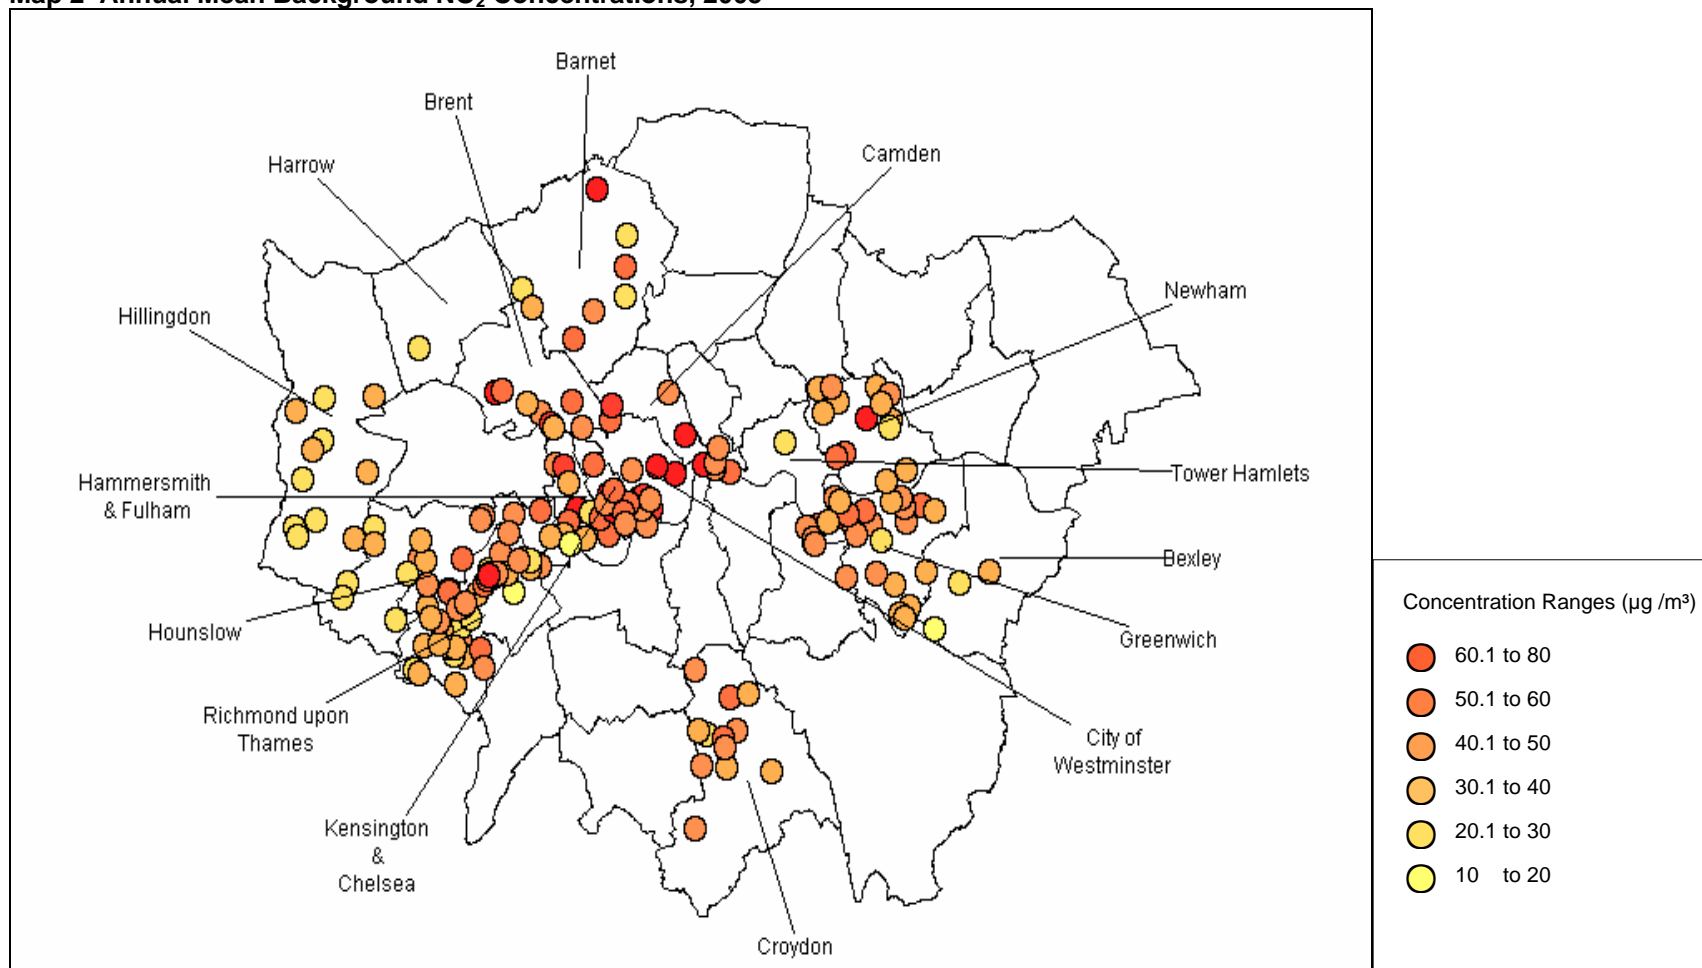 Barnet
Brent
Camden
Harrow
Newham
Hillingdon
Tower Hamlets
Hammersmith
& Fulham
Bexley
Hounslow
Greenwich
Richmond upon
Thames
City of
Westminster
Kensington
&
Chelsea
Croydon
Concentration Ranges (µg /m³)
60.1 to 80
50.1 to 60
40.1 to 50
30.1 to 40
20.1 to 30
10 to 20